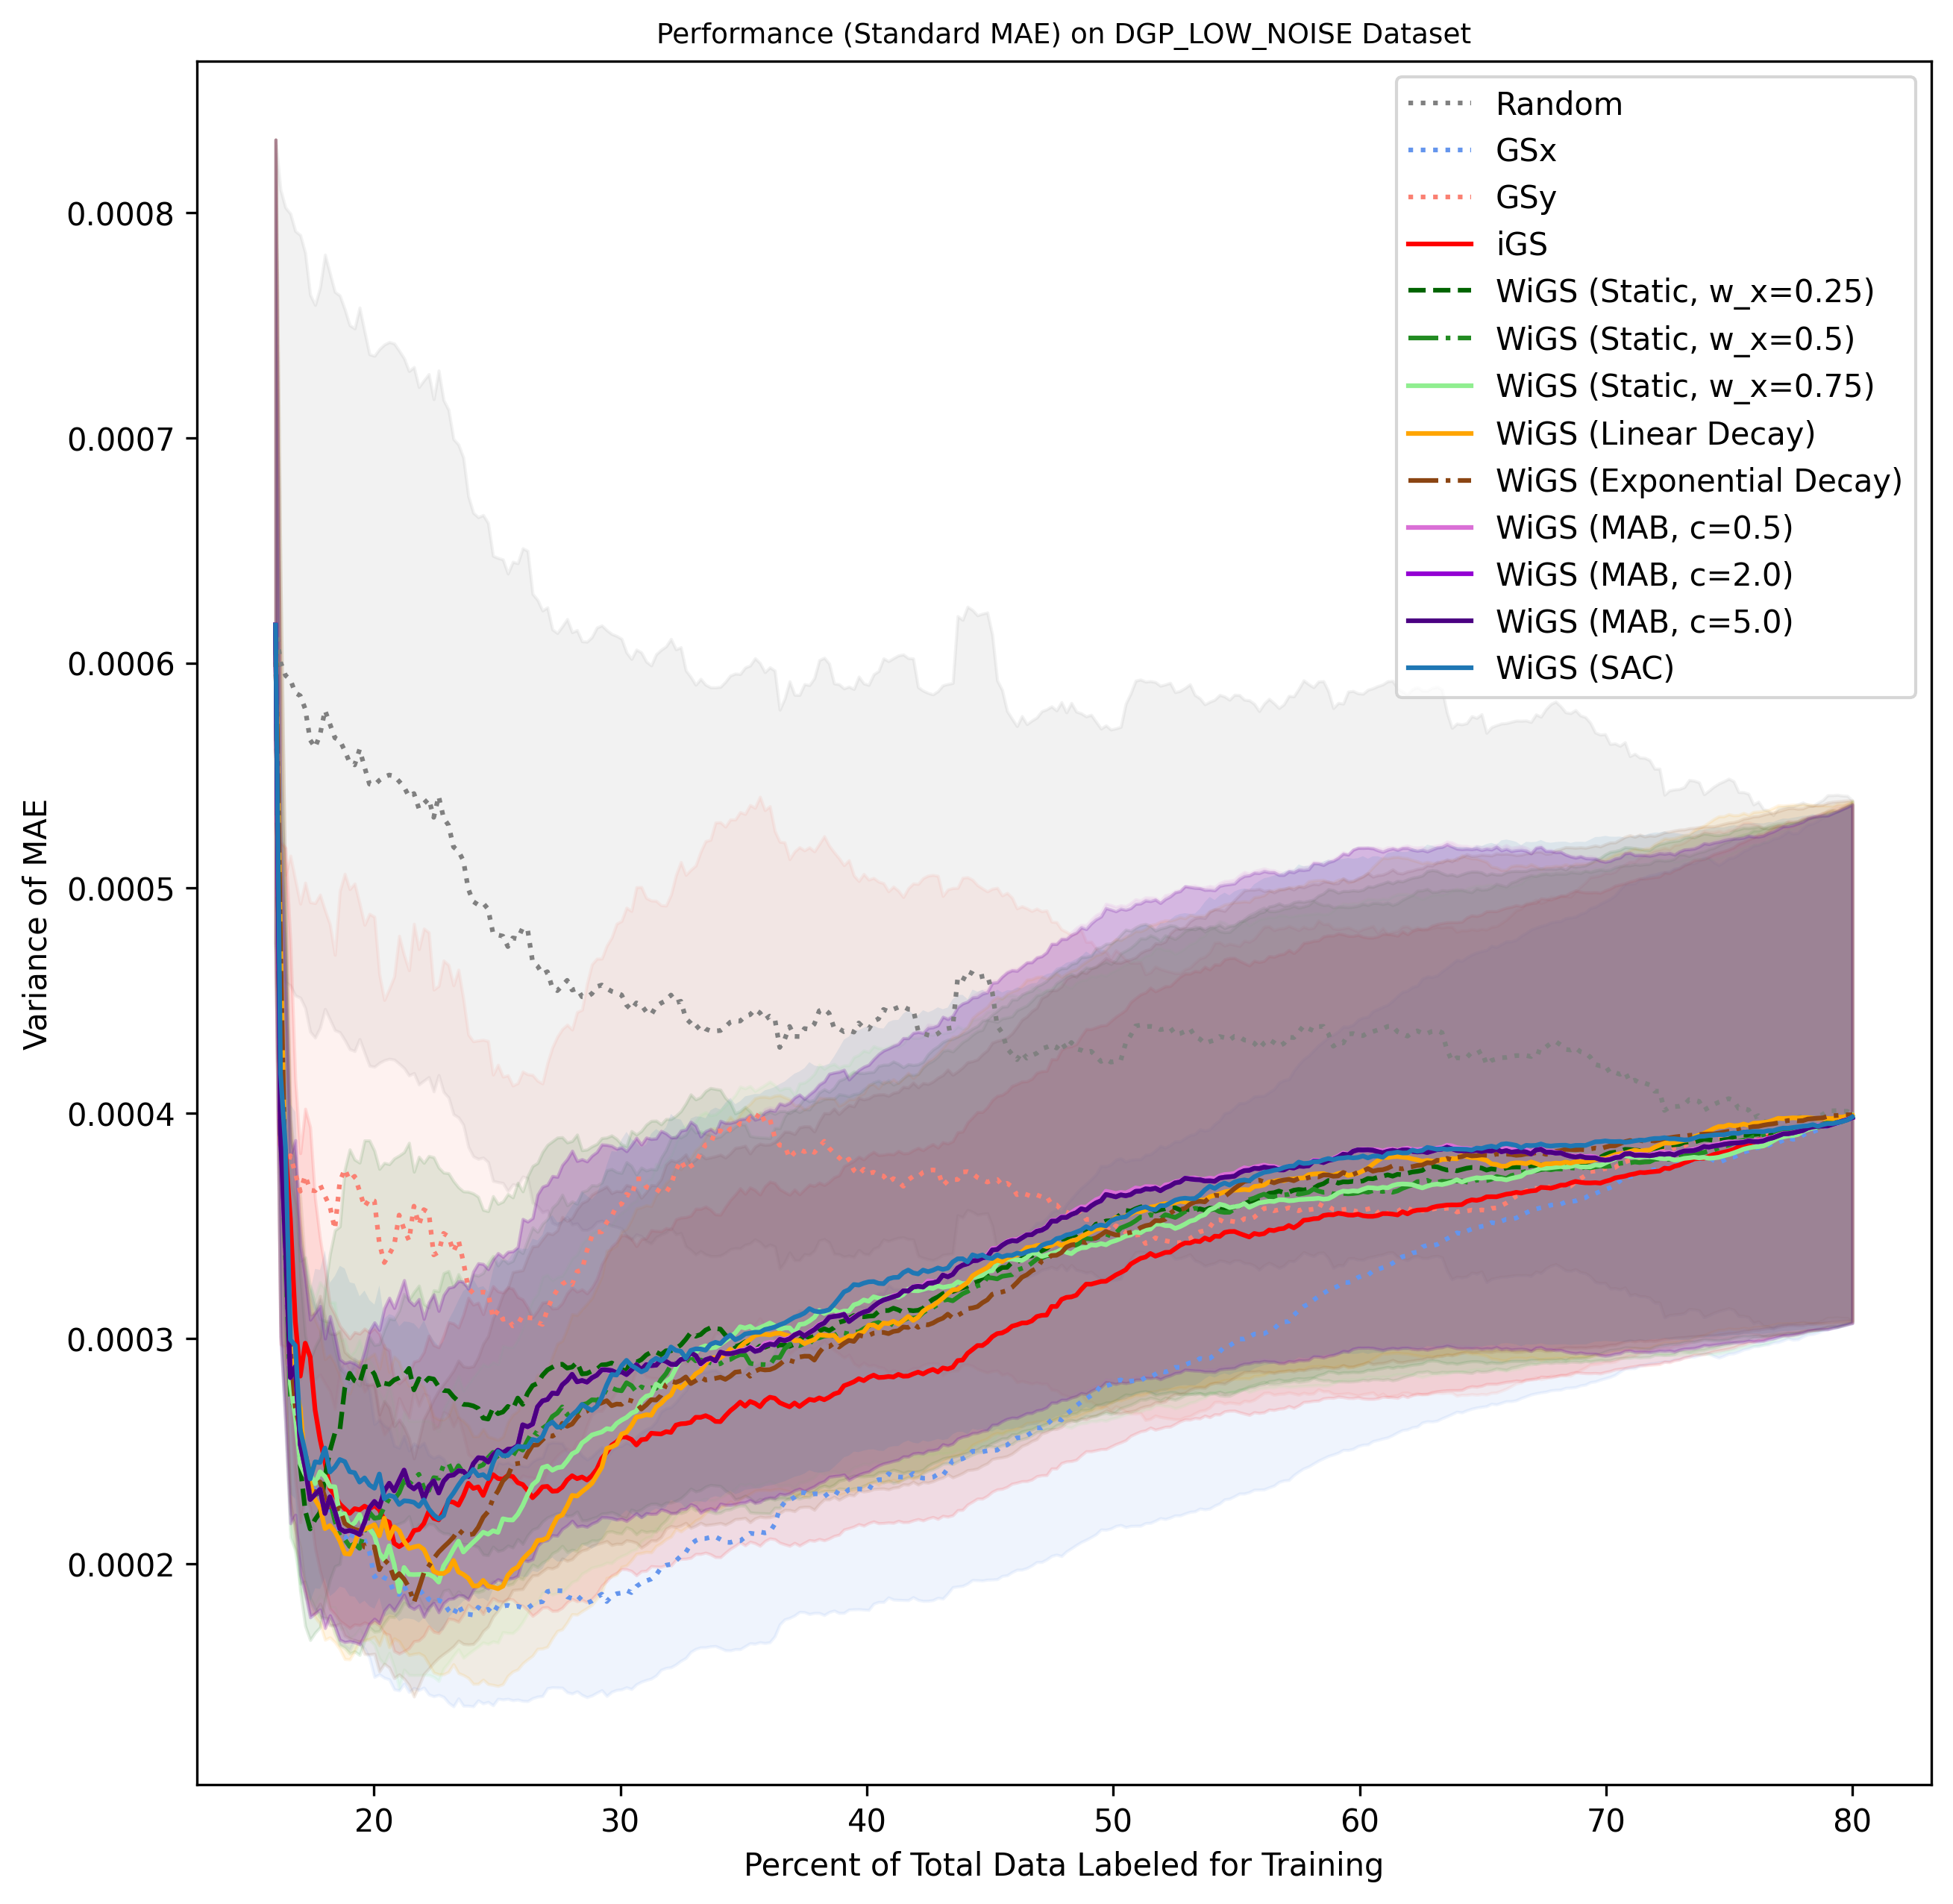 Performance (Standard MAE) on DGP_LOW_NOISE Dataset
Random
GSx
GSy
iGS
WiGS (Static, w_x=0.25)
WiGS (Static, w_x=0.5)
WiGS (Static, w_x=0.75)
WiGS (Linear Decay)
WiGS (Exponential Decay)
WiGS (MAB, c=0.5)
WiGS (MAB, c=2.0)
WiGS (MAB, c=5.0)
WiGS (SAC)
Variance of MAE
0.0008
0.0007
0.0006
0.0005
0.0004
0.0003
0.0002
20 30 40 50 60 70 80
Percent of Total Data Labeled for Training